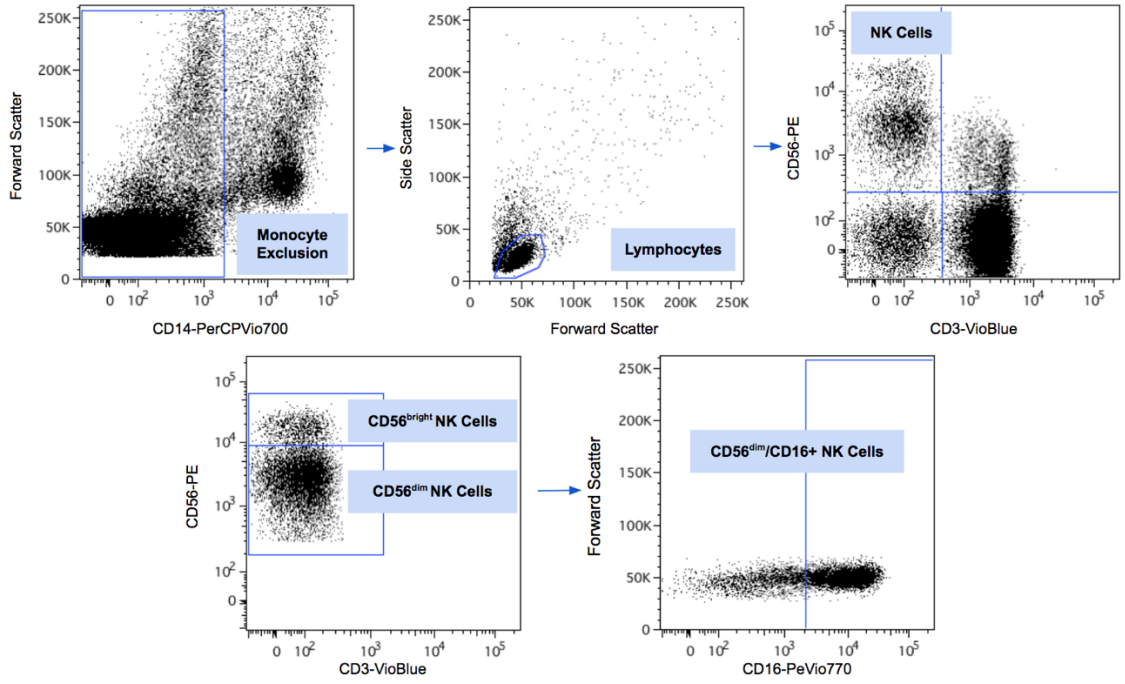 250K
200K
150K
100K
50K
0
Forward Scatter
0 10² 10³ 10⁴ 10⁵
CD14-PerCPVio700
Monocyte
Exclusion
250K
200K
150K
100K
50K
0
Side Scatter
0 50K 100K 150K 200K 250K
Forward Scatter
Lymphocytes
10⁵
10⁴
10³
10²
0
CD56-PE
0 10² 10³ 10⁴ 10⁵
CD3-VioBlue
NK Cells
10⁵
10⁴
10³
10²
0
CD56-PE
0 10² 10³ 10⁴ 10⁵
CD3-VioBlue
CD56ᵇʳⁱᵍʰᵗ NK Cells
CD56ᵈⁱᵐ NK Cells
250K
200K
150K
100K
50K
0
Forward Scatter
0 10² 10³ 10⁴ 10⁵
CD16-PeVio770
CD56ᵈⁱᵐ/CD16+ NK Cells